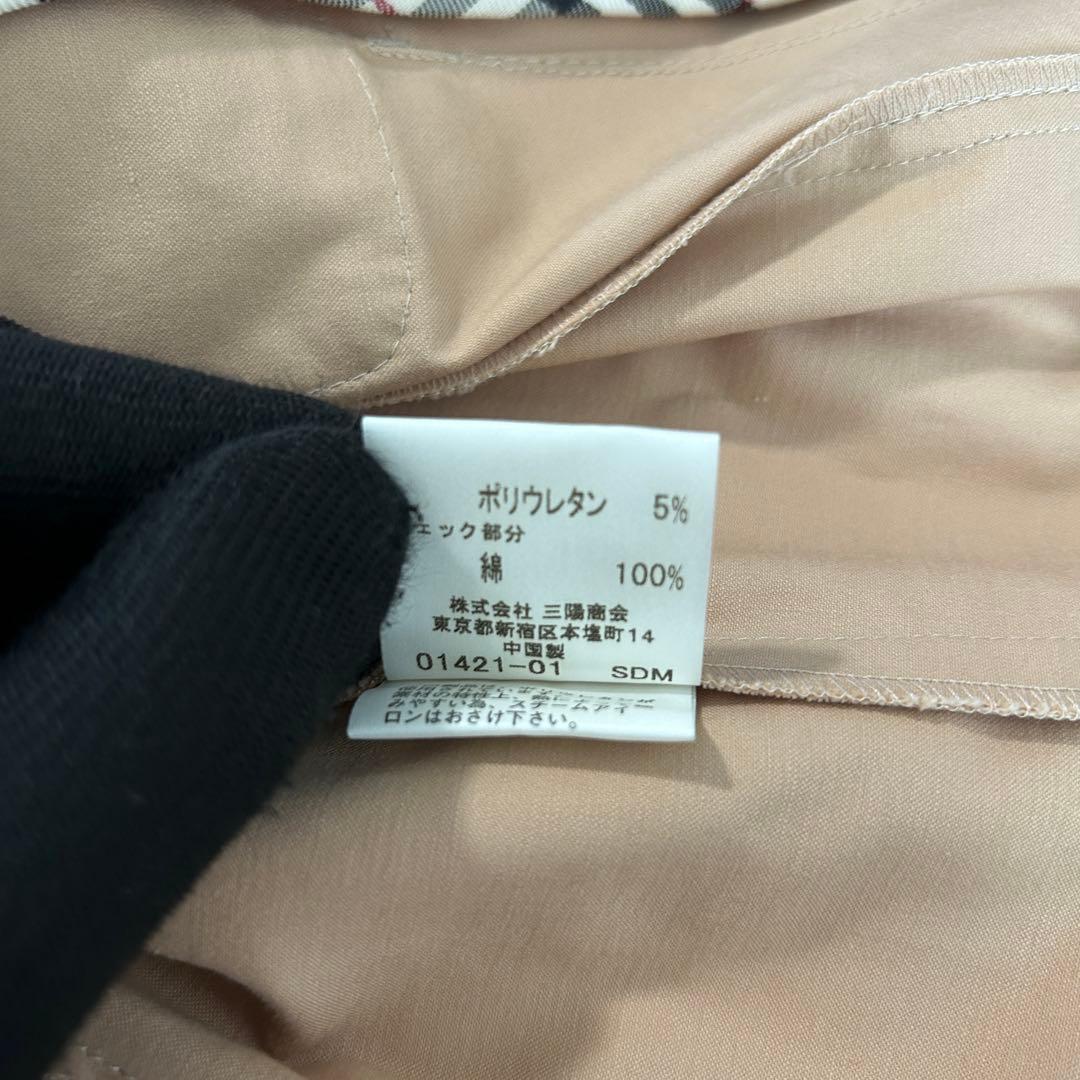 ポリウレタン 5%
ェック部分
綿 100%
株式会社 三陽商会
東京都新宿区本塩町14
中国製
01421-01 SDM
みやすい為、スチームアイ
ロンはおさけ下さい。